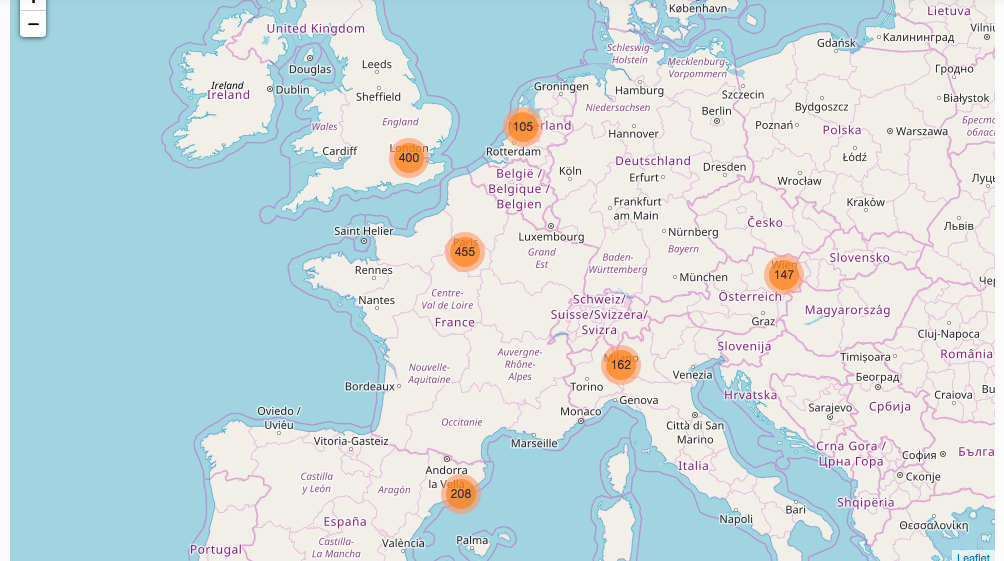 −
København
Lietuva
United Kingdom
Gdańsk
Калининград
Schleswig-
Holstein
Mecklenburg-
Vorpommern
Douglas
Leeds
Гродно
Ireland
Ireland
Dublin
Sheffield
Groningen
Hamburg
Szczecin
Białystok
Niedersachsen
Berlin
Bydgoszcz
Wales
England
105
Poznań
Polska
Warszawa
Hannover
Cardiff
London
400
Rotterdam
Deutschland
Dresden
Łódź
België /
Belgique /
Belgien
Köln
Erfurt
Wrocław
Frankfurt
am Main
Kraków
Česko
Львів
Saint Helier
Luxembourg
Nürnberg
Paris
455
Grand
Est
Bayern
Baden-
Württemberg
Slovensko
Rennes
München
Wien
147
Centre-
Val de Loire
Nantes
Österreich
Schweiz/
Suisse/Svizzera/
Svizra
Magyarország
France
Graz
Cluj-Napoca
Slovenija
Auvergne-
Rhône-
Alpes
Milano
162
Timișoara
România
Nouvelle-
Aquitaine
Venezia
Београд
Bordeaux
Torino
Hrvatska
Craiova
Genova
Sarajevo
Србија
Oviedo /
Uviéu
Monaco
Occitanie
Città di San
Marino
Vitoria-Gasteiz
Marseille
Crna Gora /
Црна Гора
София
Italia
Andorra
la Vella
Скопје
Castilla
y León
Aragón
208
Shqipëria
Bari
España
Napoli
Θεσσαλονίκη
Castilla-
La Mancha
València
Palma
Portugal
Leaflet